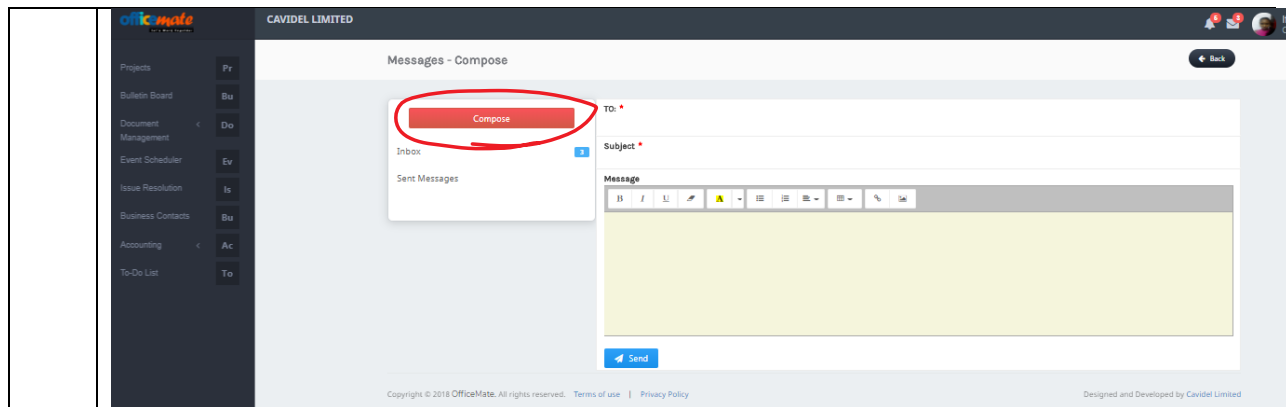 officemate
CAVIDEL LIMITED
Messages - Compose
Back
Projects Pr
Bulletin Board Bu
Document Management Do
Event Scheduler Ev
Issue Resolution Is
Business Contacts Bu
Accounting Ac
To-Do List To
Compose
Inbox 3
Sent Messages
TO: *
Subject *
Message
B I U A
Send
Copyright © 2018 OfficeMate. All rights reserved. Terms of use | Privacy Policy
Designed and Developed by Cavidel Limited